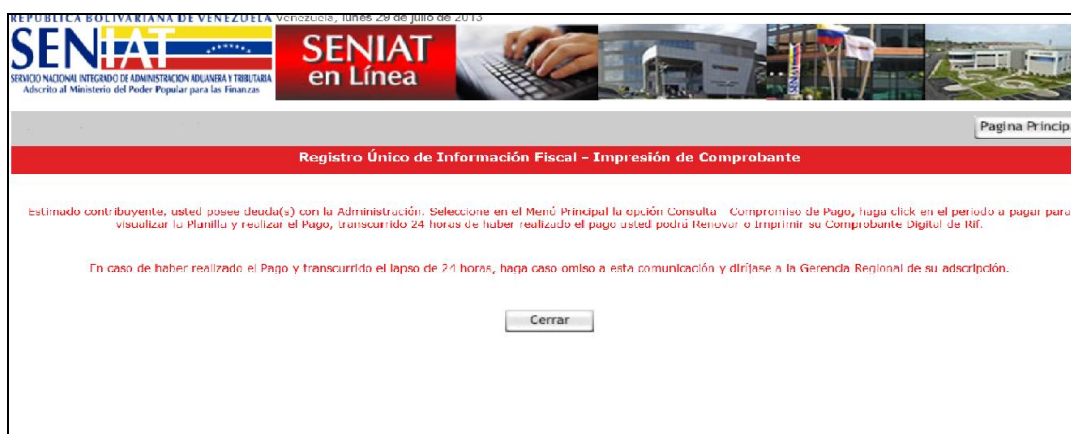 REPUBLICA BOLIVARIANA DE VENEZUELA Venezuela, lunes 29 de julio de 2013
SENIAT
SERVICIO NACIONAL INTEGRADO DE ADMINISTRACION ADUANERA Y TRIBUTARIA
Adscrito al Ministerio del Poder Popular para las Finanzas
SENIAT
en Línea
Pagina Princip
Registro Único de Información Fiscal - Impresión de Comprobante
Estimado contribuyente, usted posee deuda(s) con la Administración. Seleccione en el Menú Principal la opción Consulta - Compromiso de Pago, haga click en el periodo a pagar para
visualizar la Planilla y realizar el Pago, transcurrido 24 horas de haber realizado el pago usted podrá Renovar o Imprimir su Comprobante Digital de Rif.
En caso de haber realizado el Pago y transcurrido el lapso de 24 horas, haga caso omiso a esta comunicación y diríjase a la Gerencia Regional de su adscripción.
Cerrar